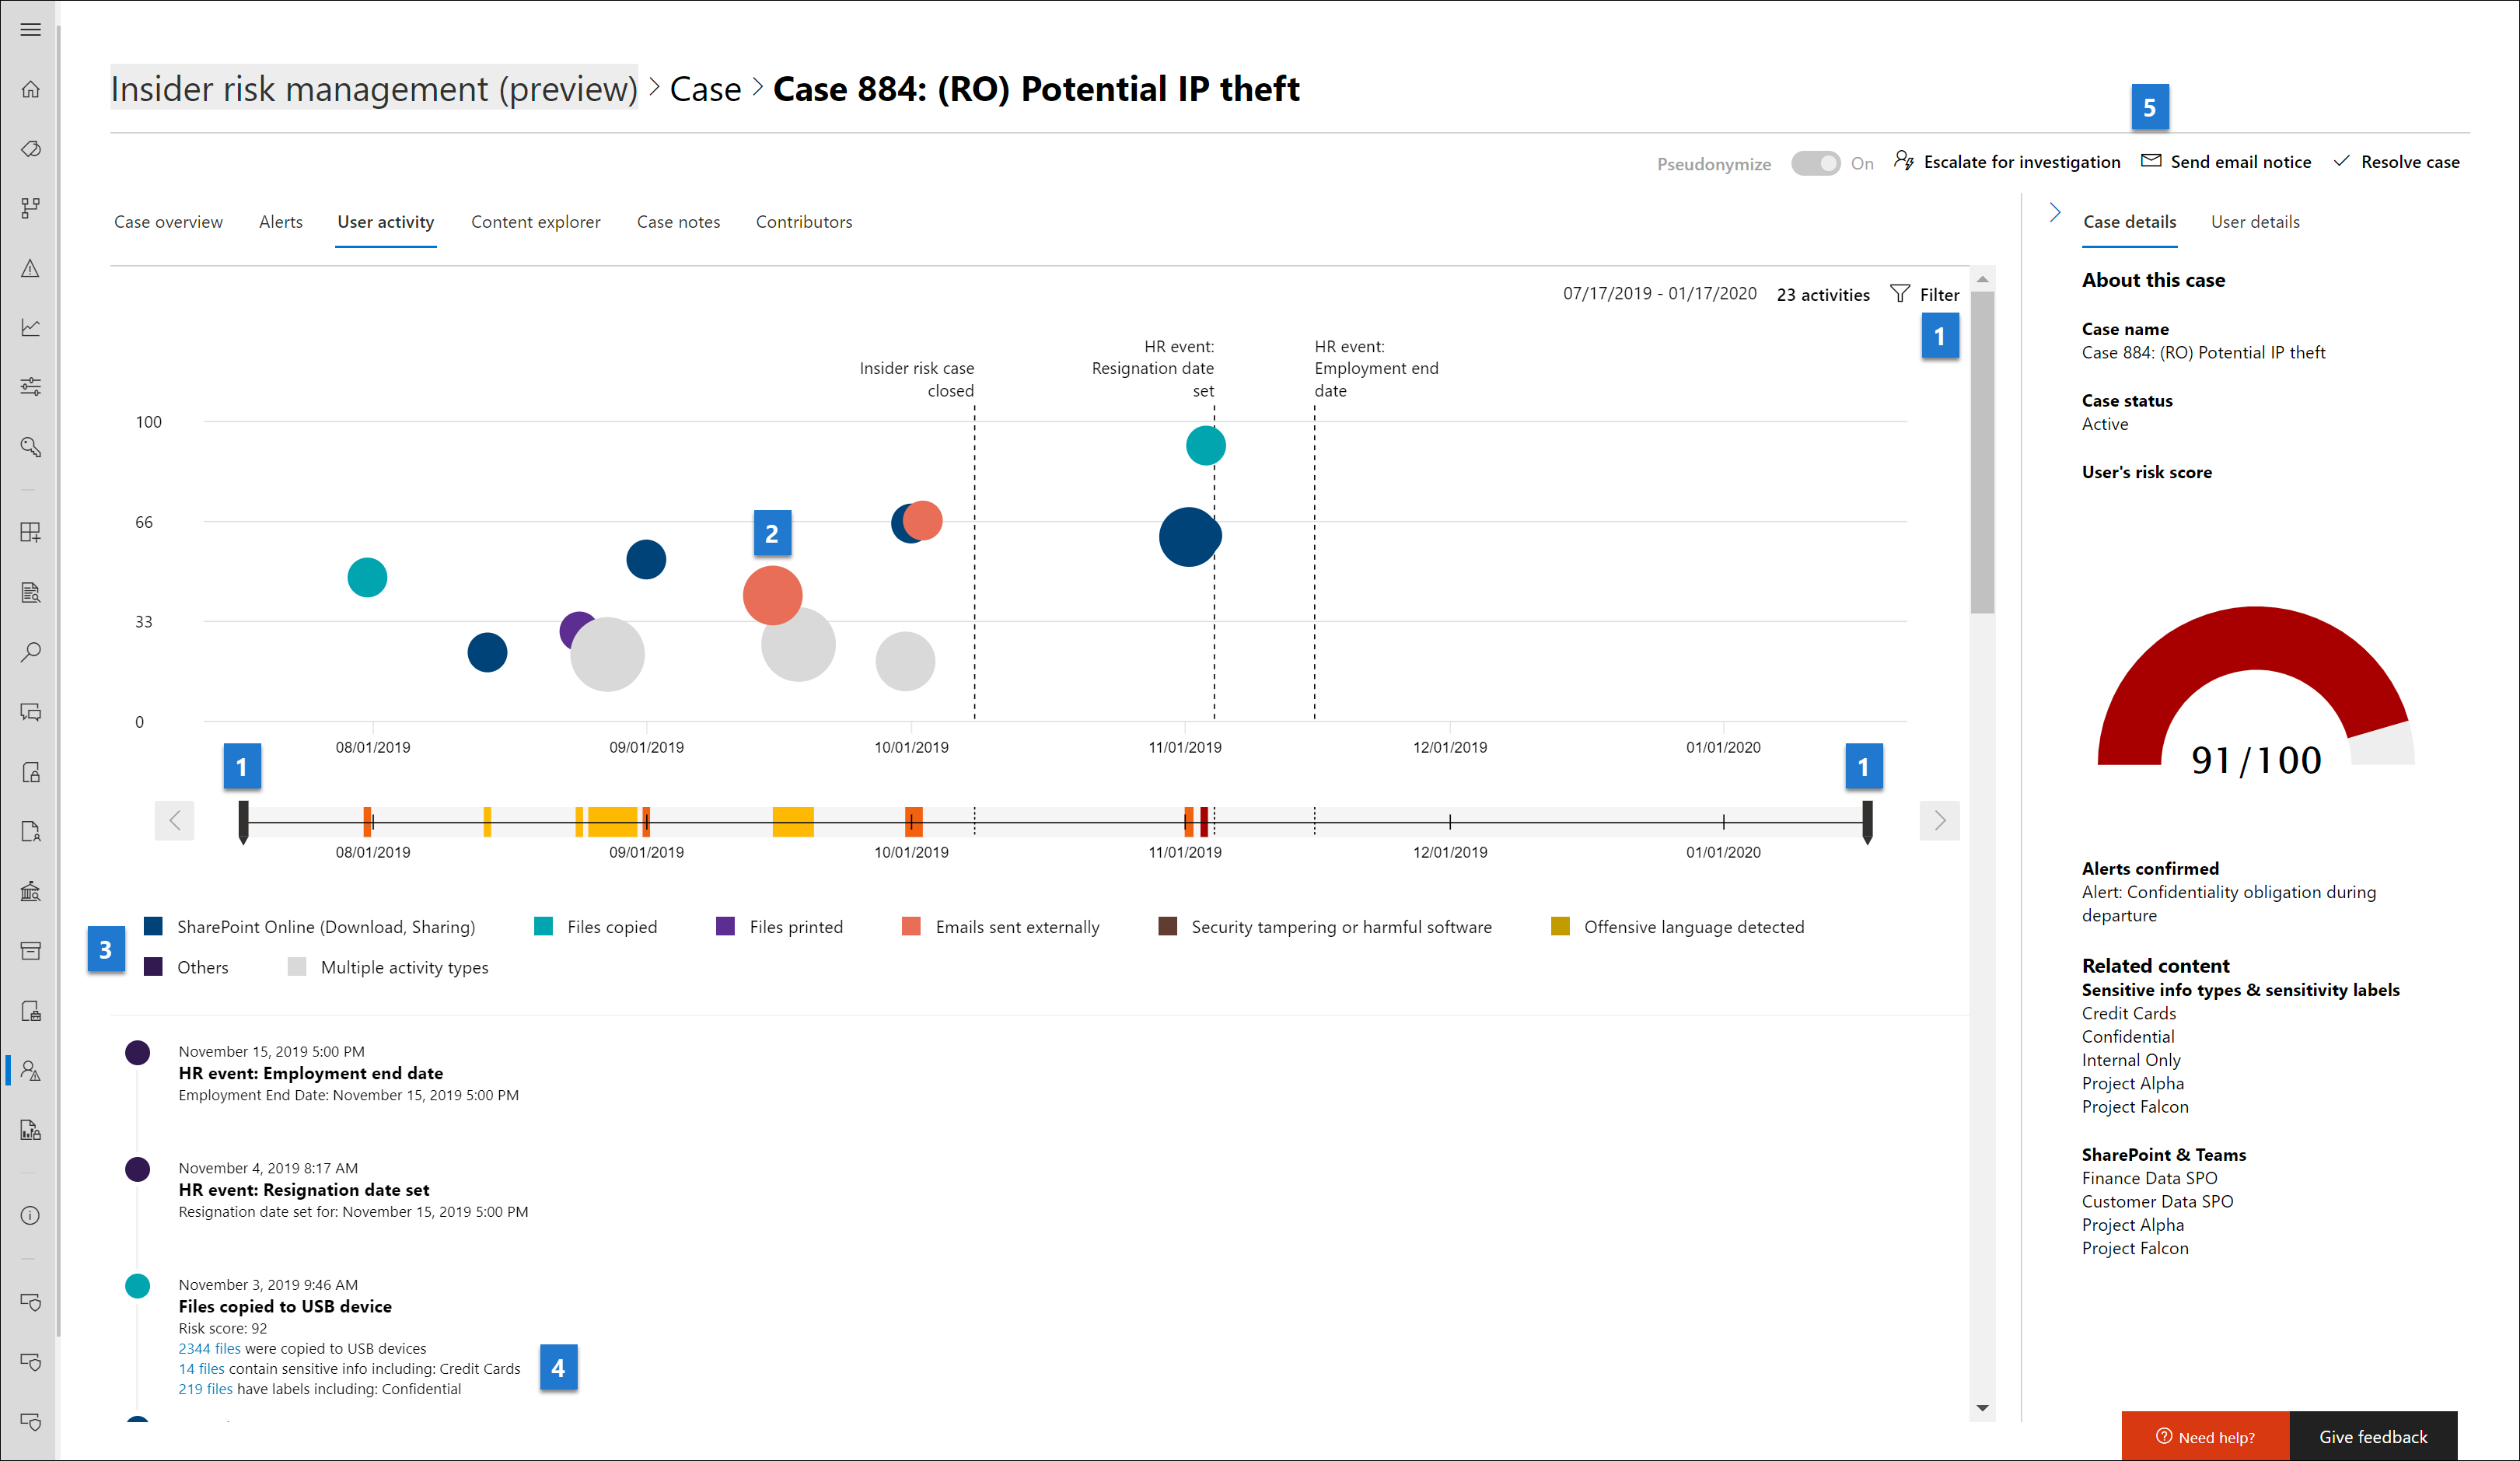 Insider risk management (preview) > Case > Case 884: (RO) Potential IP theft
5
Pseudonymize On Escalate for investigation Send email notice Resolve case
Case overview Alerts User activity Content explorer Case notes Contributors
07/17/2019 - 01/17/2020 23 activities Filter
1
Insider risk case
closed
HR event:
Resignation date
set
HR event:
Employment end
date
100
66
33
0
2
08/01/2019 09/01/2019 10/01/2019 11/01/2019 12/01/2019 01/01/2020
1 1
08/01/2019 09/01/2019 10/01/2019 11/01/2019 12/01/2019 01/01/2020
3
SharePoint Online (Download, Sharing) Files copied Files printed Emails sent externally Security tampering or harmful software Offensive language detected
Others Multiple activity types
November 15, 2019 5:00 PM
HR event: Employment end date
Employment End Date: November 15, 2019 5:00 PM
November 4, 2019 8:17 AM
HR event: Resignation date set
Resignation date set for: November 15, 2019 5:00 PM
November 3, 2019 9:46 AM
Files copied to USB device
Risk score: 92
2344 files were copied to USB devices
14 files contain sensitive info including: Credit Cards
219 files have labels including: Confidential
4
Case details User details
About this case
Case name
Case 884: (RO) Potential IP theft
Case status
Active
User's risk score
91/100
Alerts confirmed
Alert: Confidentiality obligation during
departure
Related content
Sensitive info types & sensitivity labels
Credit Cards
Confidential
Internal Only
Project Alpha
Project Falcon
SharePoint & Teams
Finance Data SPO
Customer Data SPO
Project Alpha
Project Falcon
Need help? Give feedback